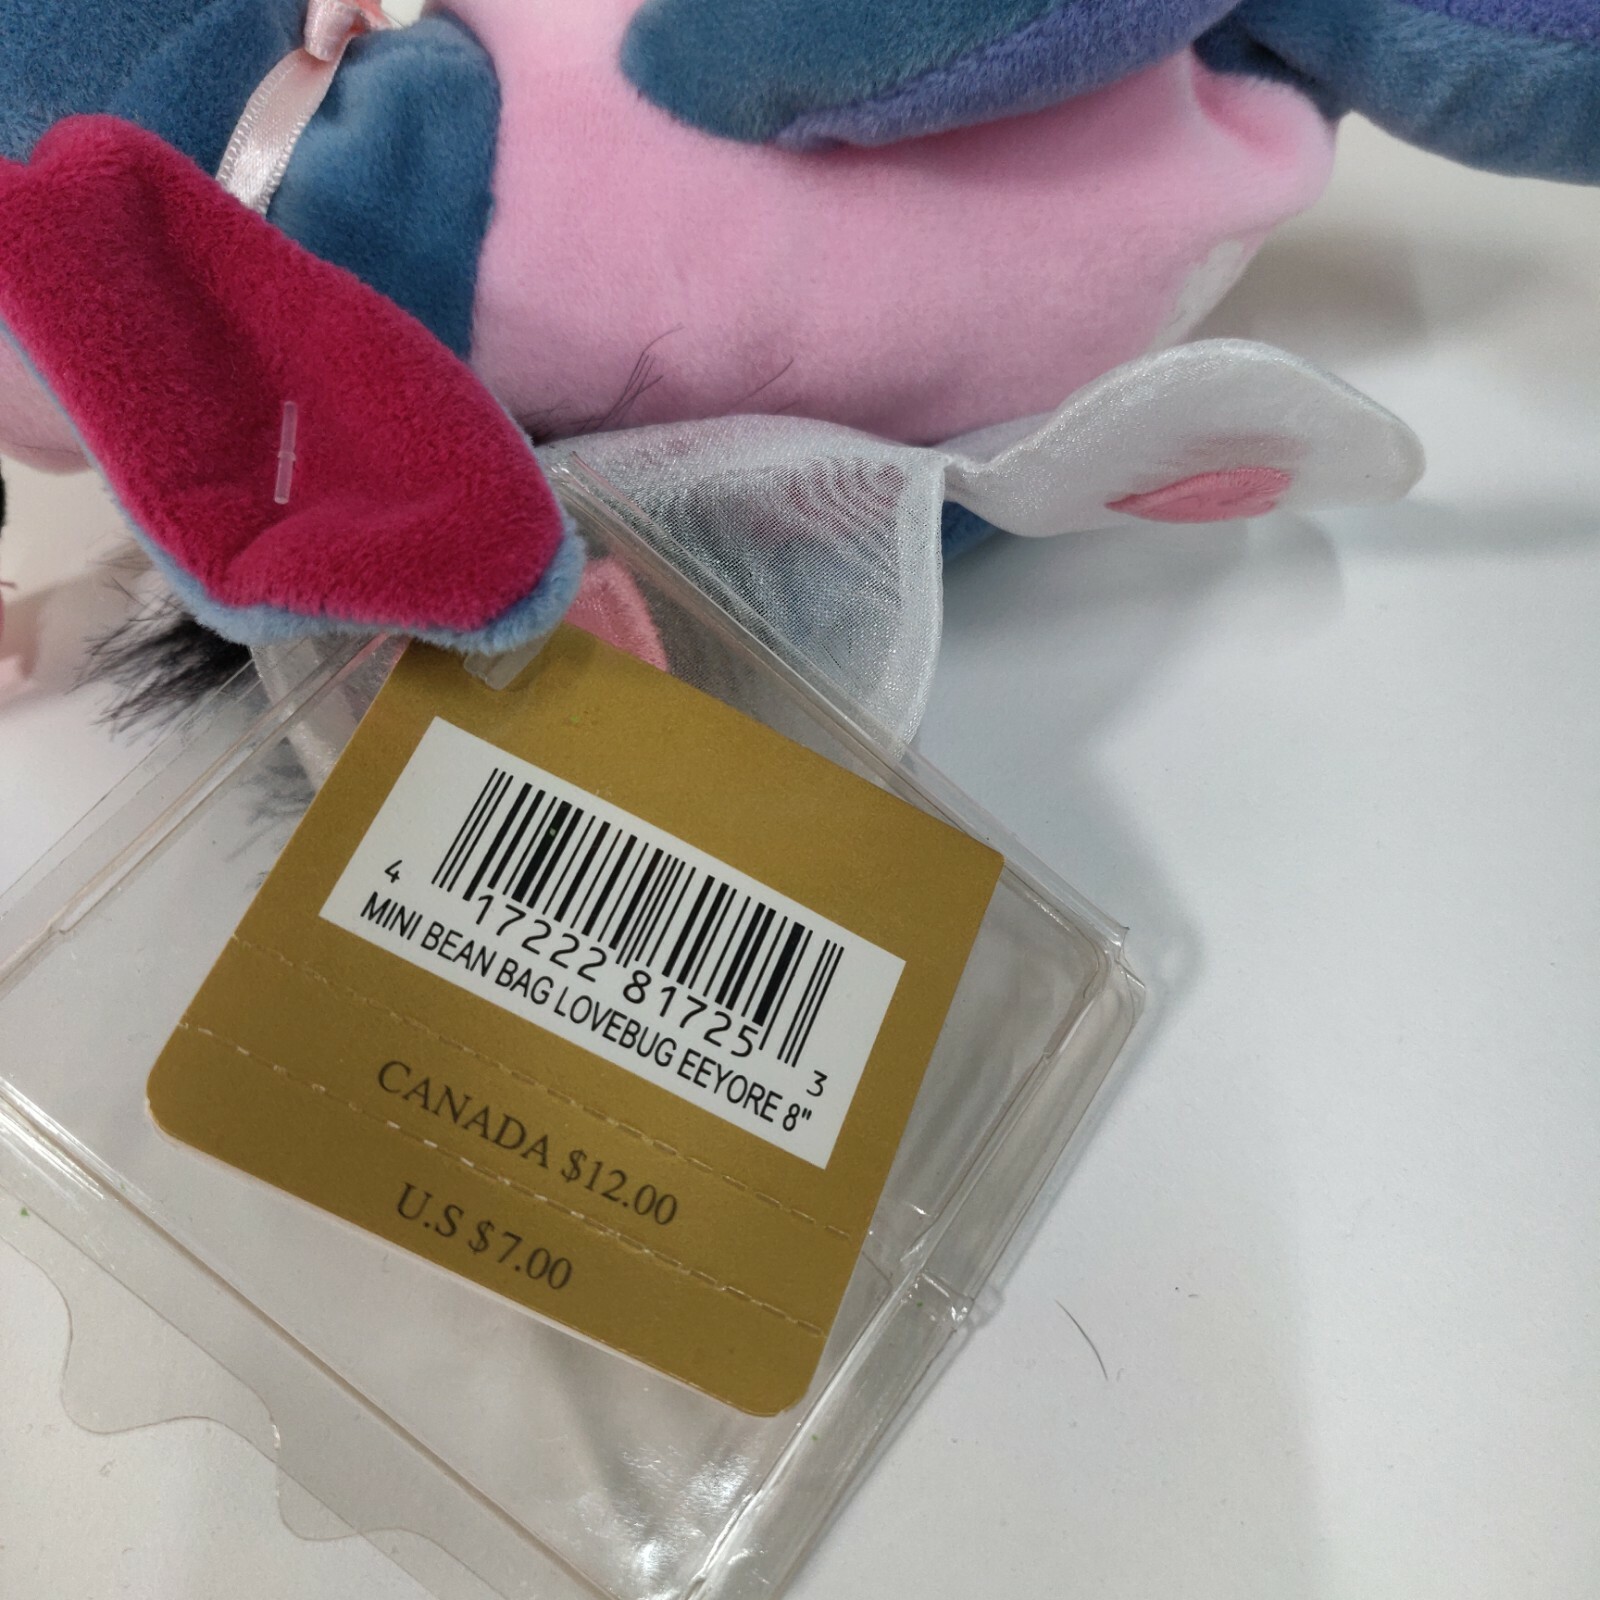 4 17222 81725 3
MINI BEAN BAG LOVEBUG EEYORE 8"
CANADA $12.00
U.S $7.00